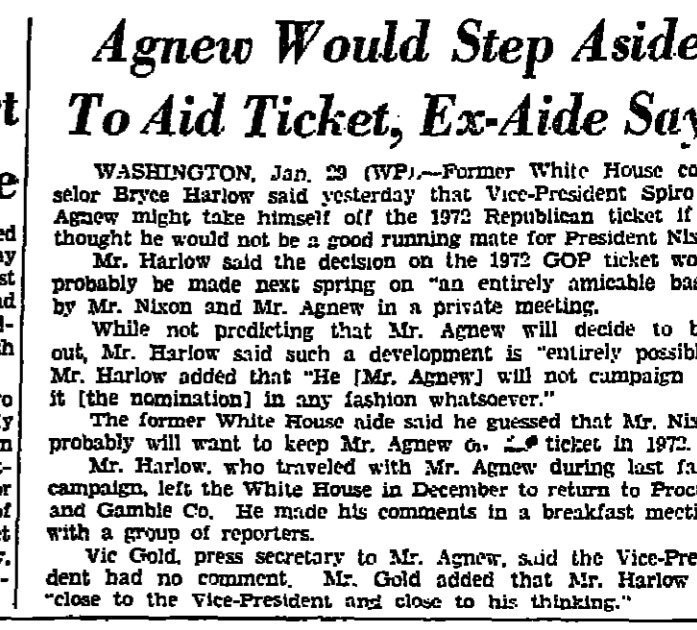 Agnew Would Step Aside
To Aid Ticket, Ex-Aide Say
WASHINGTON, Jan. 29 (WP).—Former White House co
selor Bryce Harlow said yesterday that Vice-President Spiro
Agnew might take himself off the 1972 Republican ticket if
thought he would not be a good running mate for President Nix
Mr. Harlow said the decision on the 1972 GOP ticket wo
probably be made next spring on "an entirely amicable ba
by Mr. Nixon and Mr. Agnew in a private meeting.
While not predicting that Mr. Agnew will decide to b
out, Mr. Harlow said such a development is "entirely possibl
Mr. Harlow added that "He [Mr. Agnew] will not campaign
it [the nomination] in any fashion whatsoever."
The former White House aide said he guessed that Mr. Nix
probably will want to keep Mr. Agnew ticket in 1972.
Mr. Harlow, who traveled with Mr. Agnew during last fa
campaign, left the White House in December to return to Proc
and Gamble Co. He made his comments in a breakfast meeti
with a group of reporters.
Vic Gold, press secretary to Mr. Agnew, said the Vice-Pre
dent had no comment. Mr. Gold added that Mr. Harlow
"close to the Vice-President and close to his thinking."